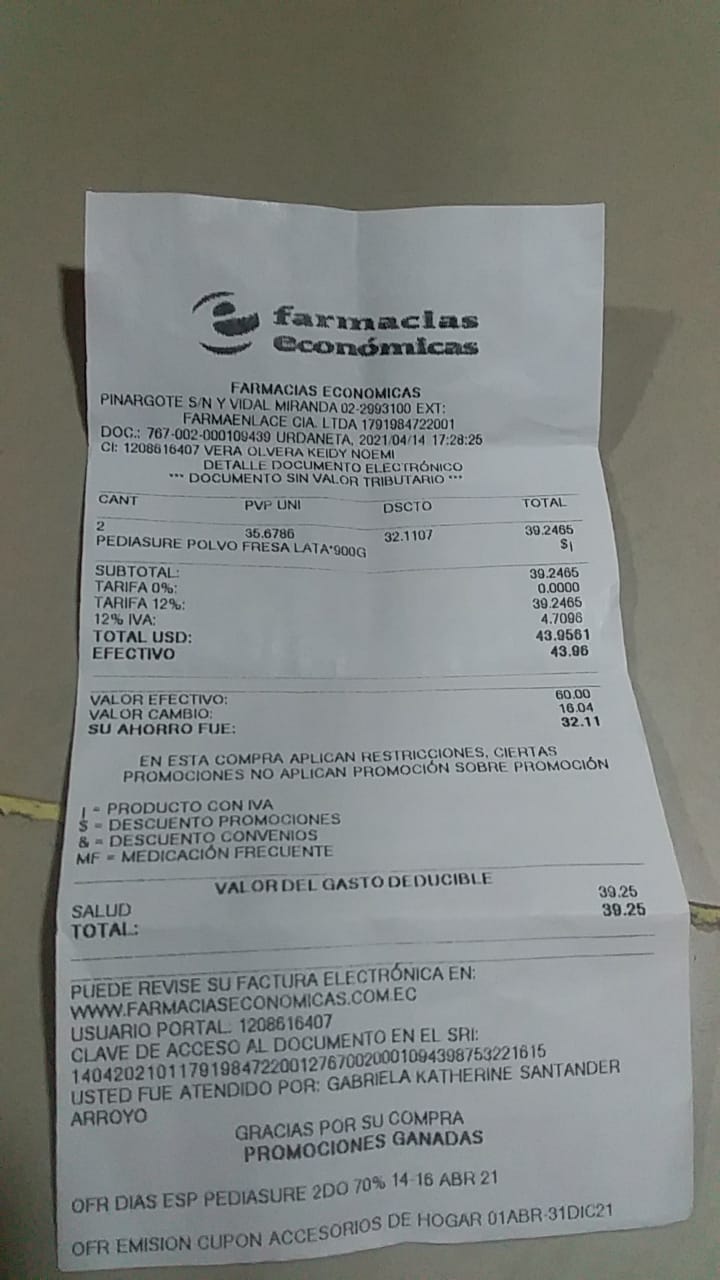 farmacias
económicas
FARMACIAS ECONOMICAS
PINARGOTE S/N Y VIDAL MIRANDA 02-2993100 EXT:
FARMAENLACE CIA. LTDA 1791984722001
DOC.: 767-002-000109439 URDANETA, 2021/04/14 17:28:25
CI: 1208616407 VERA OLVERA KEIDY NOEMI
DETALLE DOCUMENTO ELECTRÓNICO
*** DOCUMENTO SIN VALOR TRIBUTARIO ***
CANT PVP UNI DSCTO TOTAL
2 35.6786 32.1107 39.2465
PEDIASURE POLVO FRESA LATA*900G $¡
SUBTOTAL: 39.2465
TARIFA 0%: 0.0000
TARIFA 12%: 39.2465
12% IVA: 4.7096
TOTAL USD: 43.9561
EFECTIVO 43.96
VALOR EFECTIVO: 60.00
VALOR CAMBIO: 16.04
SU AHORRO FUE: 32.11
EN ESTA COMPRA APLICAN RESTRICCIONES, CIERTAS
PROMOCIONES NO APLICAN PROMOCIÓN SOBRE PROMOCIÓN
¡ = PRODUCTO CON IVA
$ = DESCUENTO PROMOCIONES
& = DESCUENTO CONVENIOS
MF = MEDICACIÓN FRECUENTE
VALOR DEL GASTO DEDUCIBLE
SALUD 39.25
TOTAL: 39.25
PUEDE REVISE SU FACTURA ELECTRÓNICA EN:
WWW.FARMACIASECONOMICAS.COM.EC
USUARIO PORTAL: 1208616407
CLAVE DE ACCESO AL DOCUMENTO EN EL SRI:
1404202101179198472200127670020001094398753221615
USTED FUE ATENDIDO POR: GABRIELA KATHERINE SANTANDER
ARROYO
GRACIAS POR SU COMPRA
PROMOCIONES GANADAS
OFR DIAS ESP PEDIASURE 2DO 70% 14-16 ABR 21
OFR EMISION CUPON ACCESORIOS DE HOGAR 01ABR-31DIC21